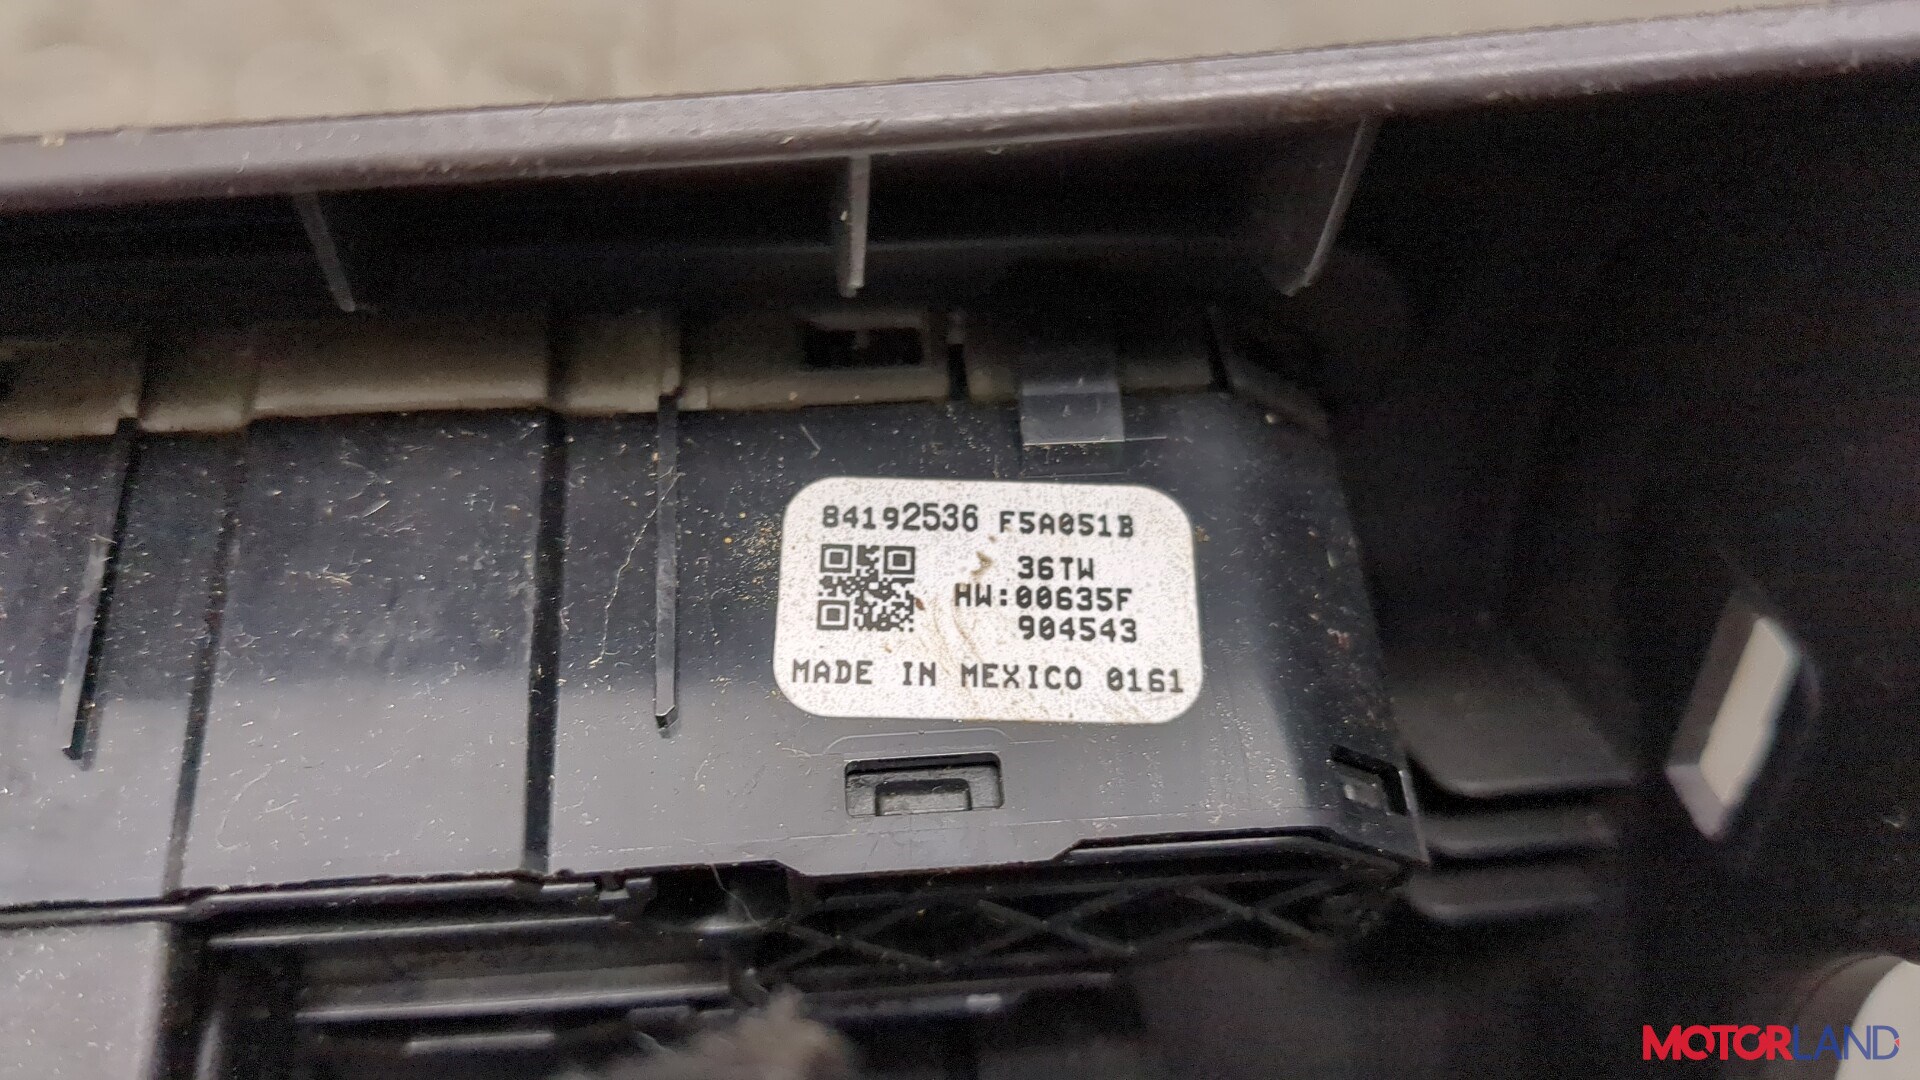 84192536 F5A051B
36TW
HW:00635F
904543
MADE IN MEXICO 0161
MOTORLAND